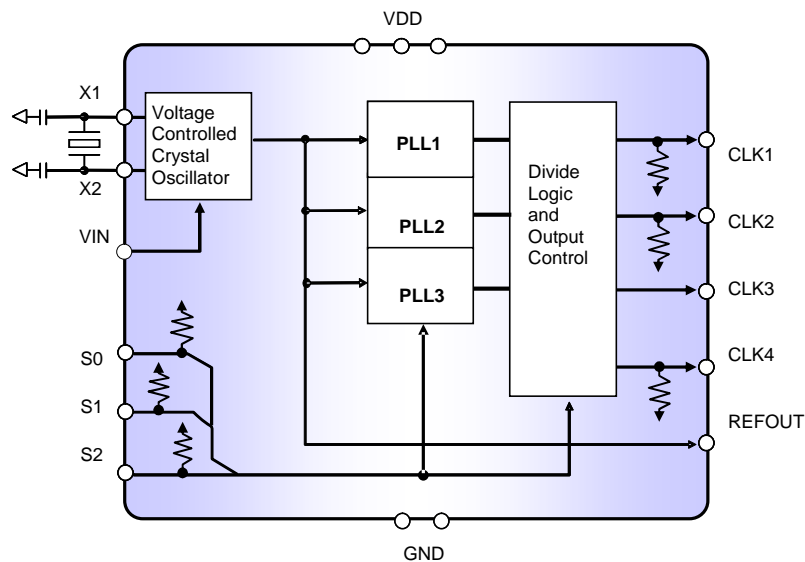 VDD
X1
Voltage
Controlled
Crystal
Oscillator
X2
VIN
PLL1
PLL2
PLL3
Divide
Logic
and
Output
Control
CLK1
CLK2
CLK3
CLK4
REFOUT
S0
S1
S2
GND